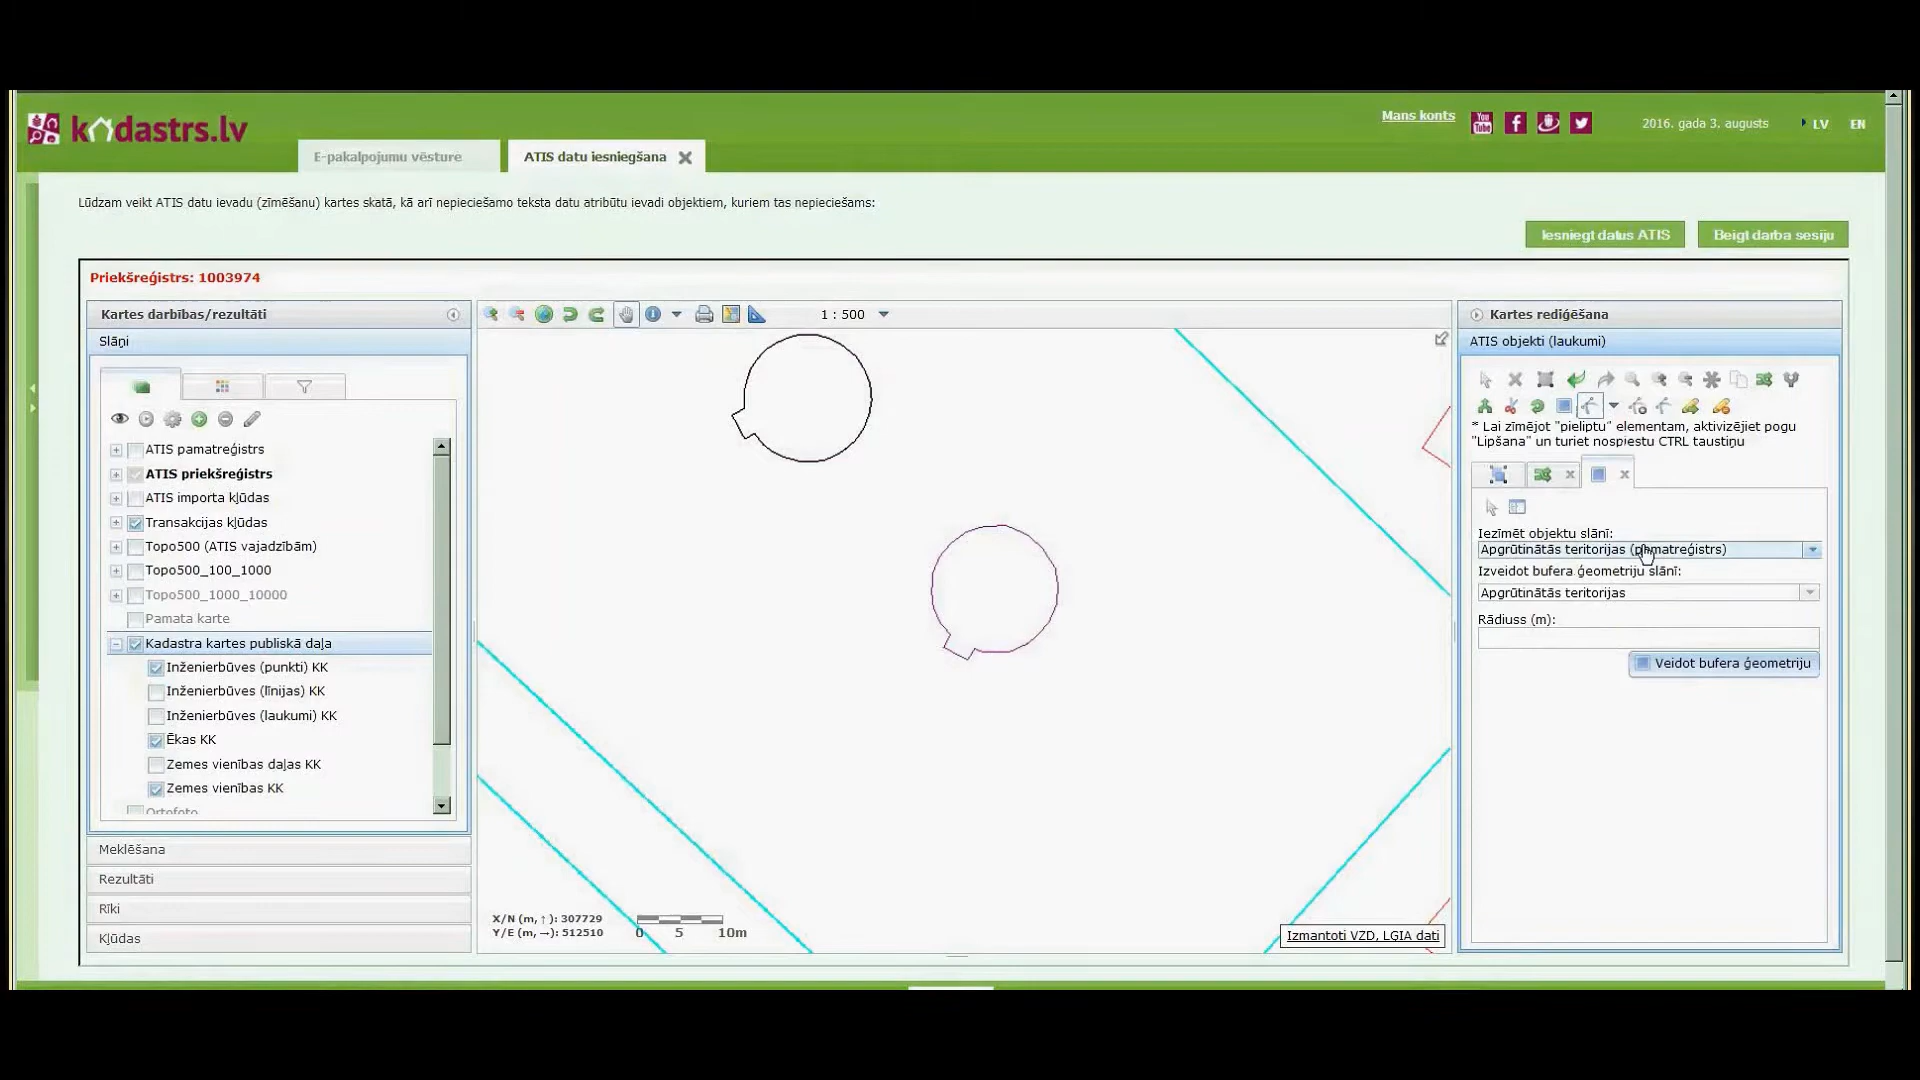 kadastrs.lv
Mans konts
You Tube
2016. gada 3. augusts
LV
EN
E-pakalpojumu vēsture
ATIS datu iesniegšana
Lūdzam veikt ATIS datu ievadu (zīmēšanu) kartes skatā, kā arī nepieciešamo teksta datu atribūtu ievadi objektiem, kuriem tas nepieciešams:
Iesniegt datus ATIS
Beigt darba sesiju
Priekšreģistrs: 1003974
Kartes darbības/rezultāti
Slāņi
ATIS pamatreģistrs
ATIS priekšreģistrs
ATIS importa kļūdas
Transakcijas kļūdas
Topo500 (ATIS vajadzībām)
Topo500_100_1000
Topo500_1000_10000
Pamata karte
Kadastra kartes publiskā daļa
Inženierbūves (punkti) KK
Inženierbūves (līnijas) KK
Inženierbūves (laukumi) KK
Ēkas KK
Zemes vienības daļas KK
Zemes vienības KK
Ortofoto
Meklēšana
Rezultāti
Rīki
Kļūdas
1 : 500
X/N (m, ↑): 307729
Y/E (m, →): 512510
0 5 10m
Izmantoti VZD, LĢIA dati
Kartes rediģēšana
ATIS objekti (laukumi)
* Lai zīmējot "pieliptu" elementam, aktivizējiet pogu
"Lipšana" un turiet nospiestu CTRL taustiņu
Iezīmēt objektu slānī:
Apgrūtinātās teritorijas (pamatreģistrs)
Izveidot bufera ģeometriju slānī:
Apgrūtinātās teritorijas
Rādiuss (m):
Veidot bufera ģeometriju